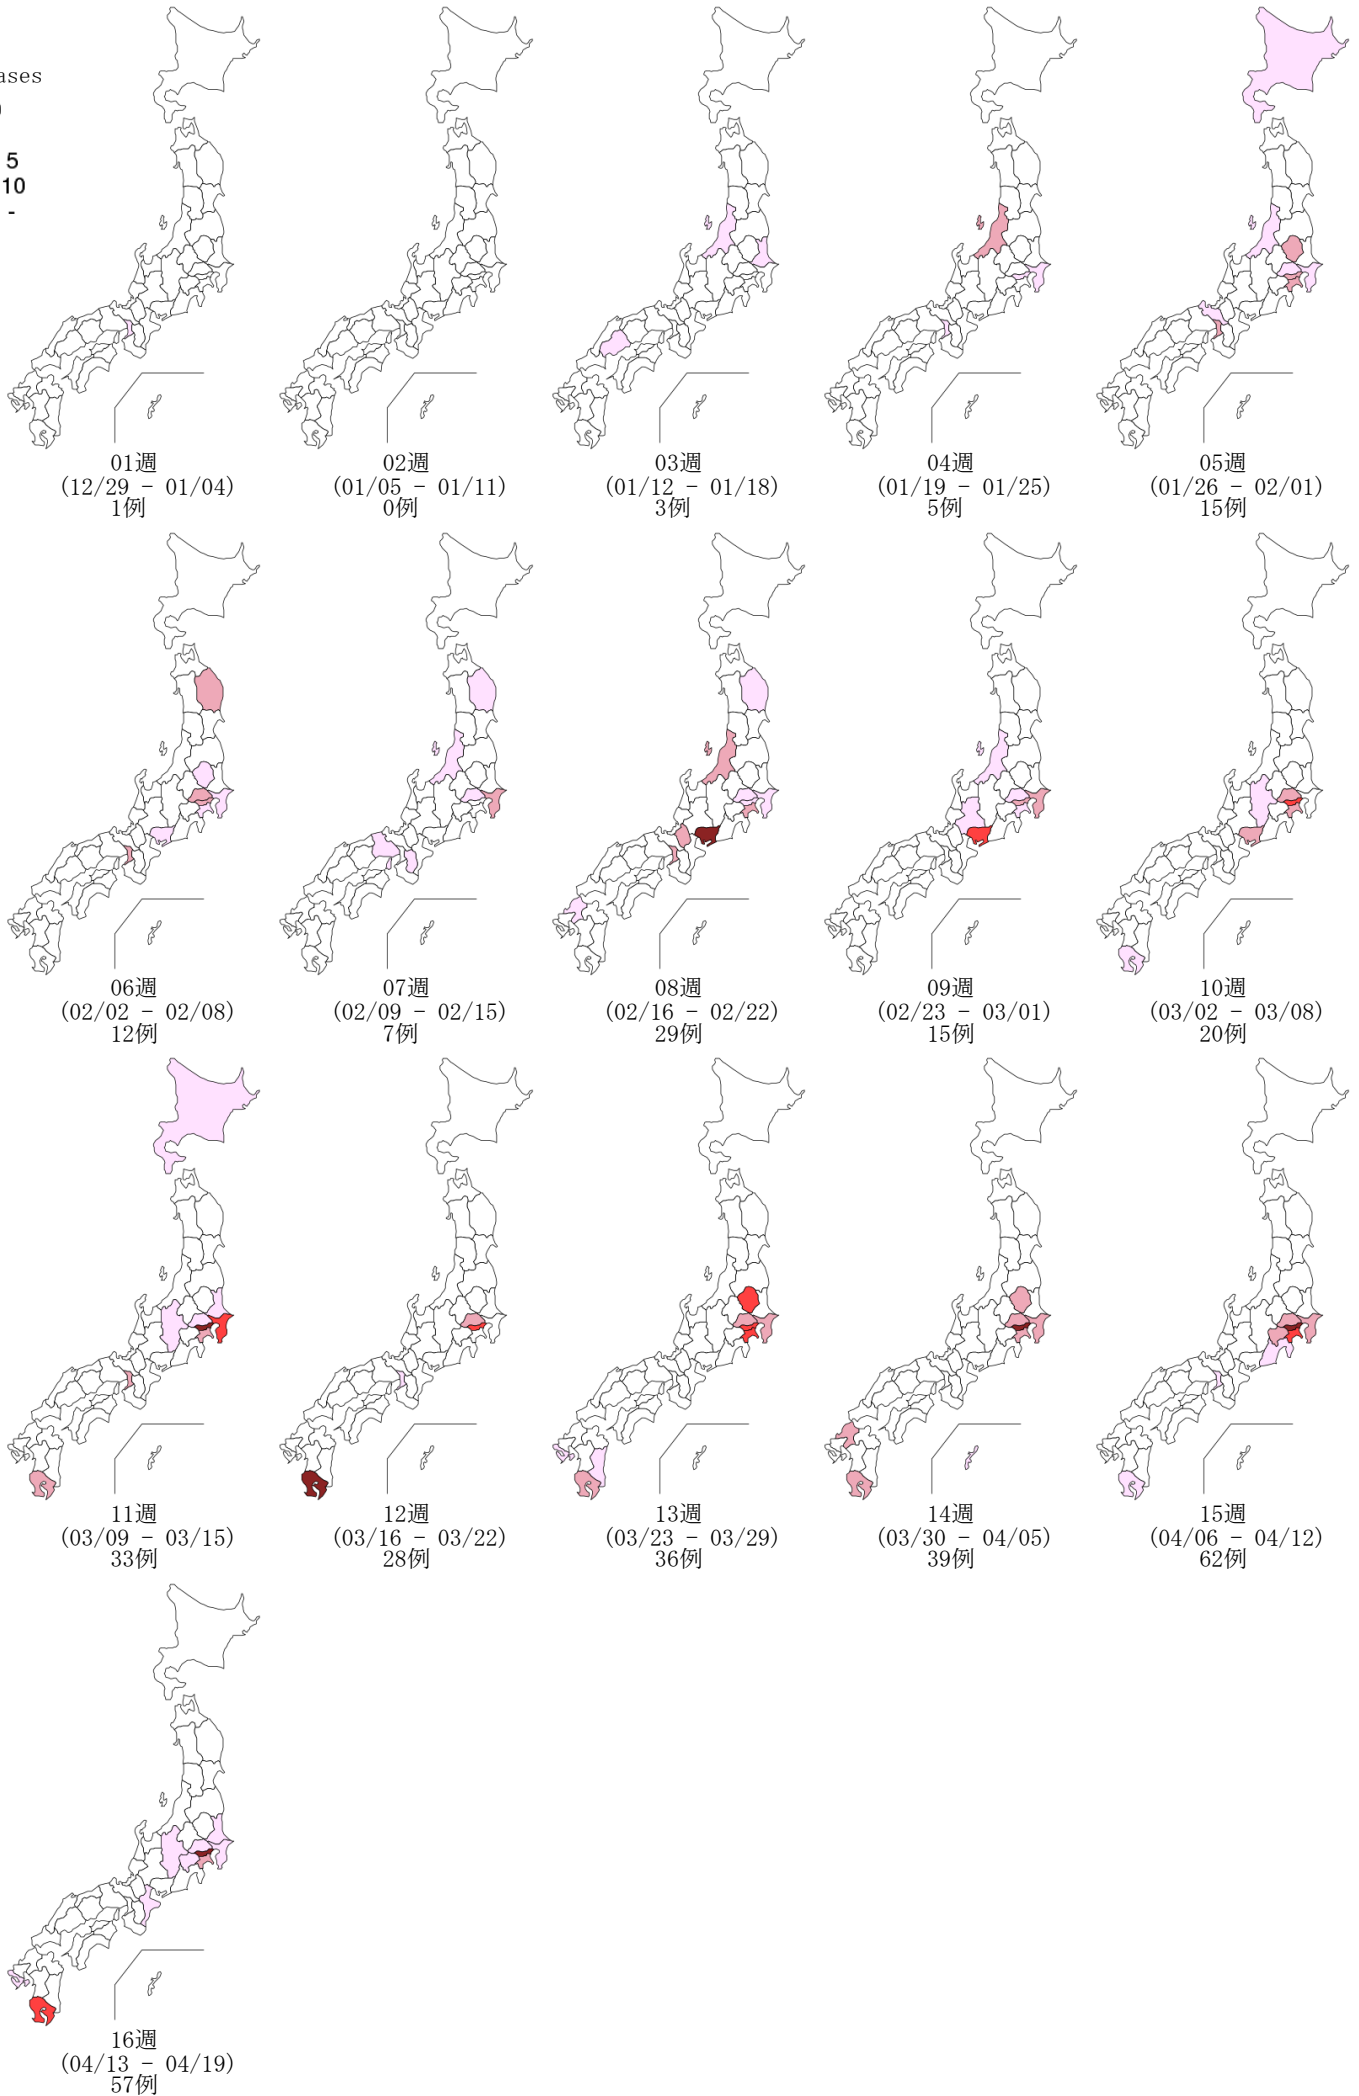 ases
5
10
-
01週
(12/29 - 01/04)
1例
02週
(01/05 - 01/11)
0例
03週
(01/12 - 01/18)
3例
04週
(01/19 - 01/25)
5例
05週
(01/26 - 02/01)
15例
06週
(02/02 - 02/08)
12例
07週
(02/09 - 02/15)
7例
08週
(02/16 - 02/22)
29例
09週
(02/23 - 03/01)
15例
10週
(03/02 - 03/08)
20例
11週
(03/09 - 03/15)
33例
12週
(03/16 - 03/22)
28例
13週
(03/23 - 03/29)
36例
14週
(03/30 - 04/05)
39例
15週
(04/06 - 04/12)
62例
16週
(04/13 - 04/19)
57例